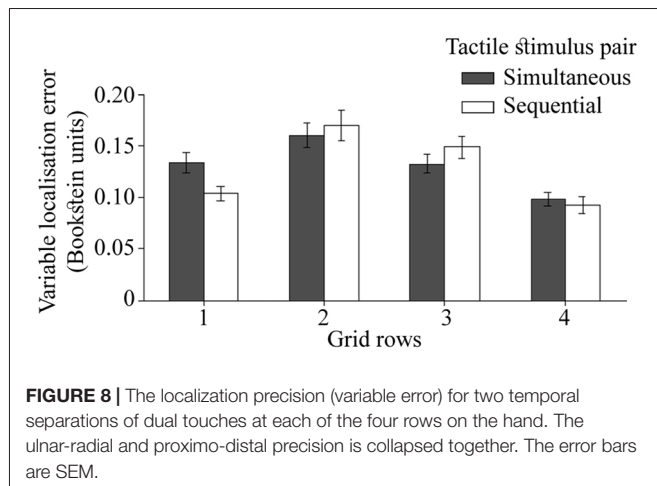 Tactile stimulus pair
Simultaneous
Sequential
Variable localisation error
(Bookstein units)
0.20
0.15
0.10
0.05
0
1 2 3 4
Grid rows
FIGURE 8 | The localization precision (variable error) for two temporal
separations of dual touches at each of the four rows on the hand. The
ulnar-radial and proximo-distal precision is collapsed together. The error bars
are SEM.